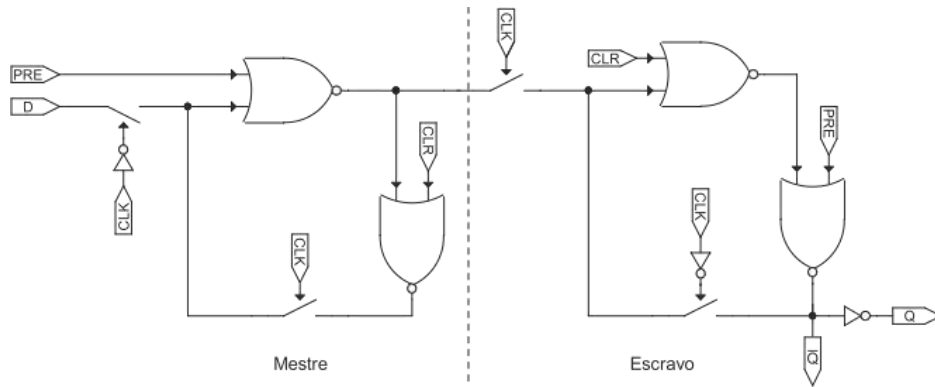 PRE
D
CLK
CLK
CLR
CLK
CLR
CLK
PRE
Q
IQ
Mestre
Escravo